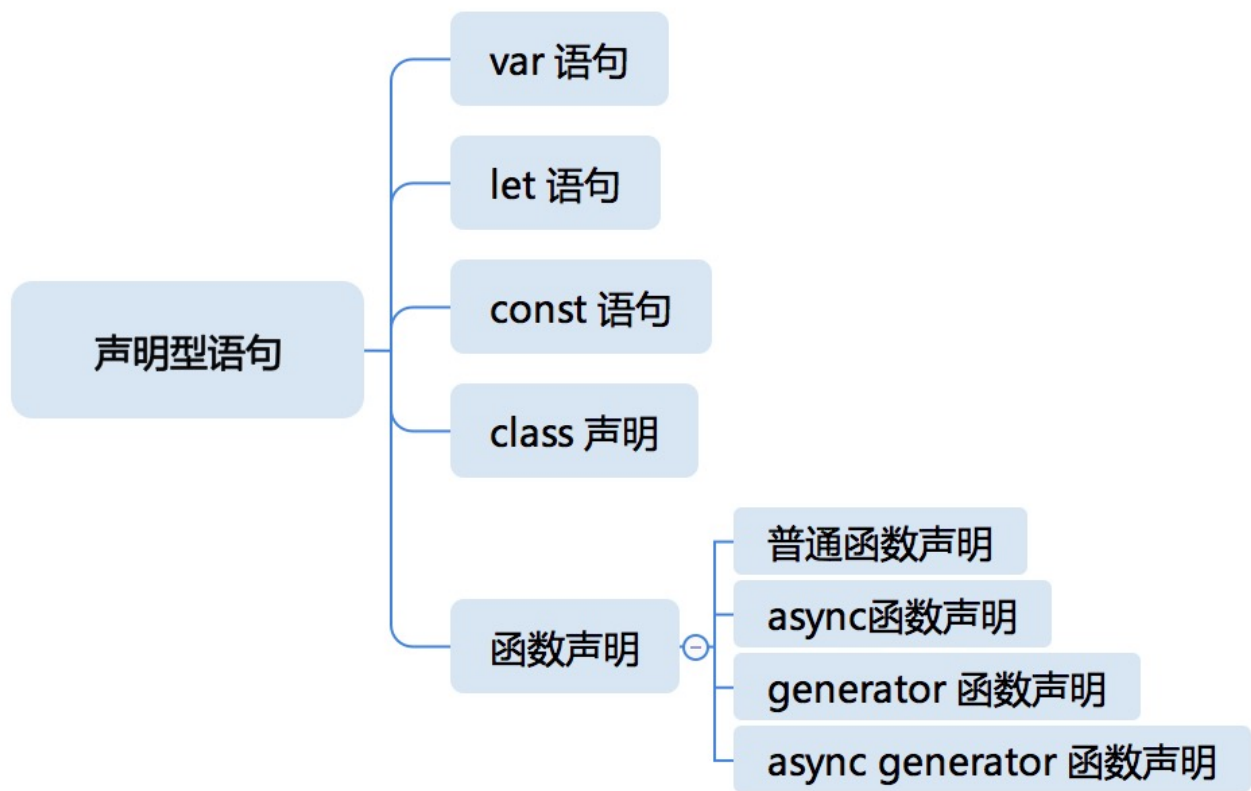 var 语句
let 语句
const 语句
声明型语句
class 声明
函数声明
普通函数声明
async函数声明
generator 函数声明
async generator 函数声明